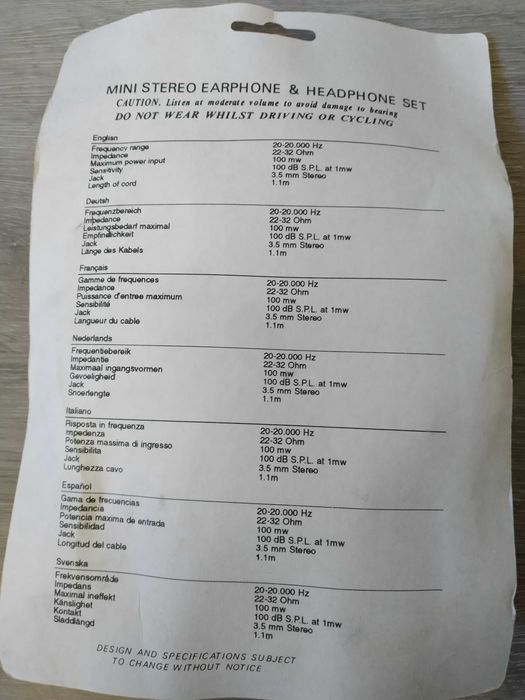 MINI STEREO EARPHONE & HEADPHONE SET
CAUTION. Listen at moderate volume to avoid damage to hearing
DO NOT WEAR WHILST DRIVING OR CYCLING
English
Frequency range 20-20.000 Hz
Impedance 22-32 Ohm
Maximum power input 100 mw
Sensitivity 100 dB S.P.L. at 1mw
Jack 3.5 mm Stereo
Length of cord 1.1m
Deutsh
Frequenzbereich 20-20.000 Hz
Impedance 22-32 Ohm
Leistungsbedarf maximal 100 mw
Empfindlichkeit 100 dB S.P.L. at 1mw
Jack 3.5 mm Stereo
Länge des Kabels 1.1m
Français
Gamme de frequences 20-20.000 Hz
Impedance 22-32 Ohm
Puissance d'entree maximum 100 mw
Sensibilité 100 dB S.P.L. at 1mw
Jack 3.5 mm Stereo
Langueur du cable 1.1m
Nederlands
Frequentiebereik 20-20.000 Hz
Impedantie 22-32 Ohm
Maximaal ingangsvormen 100 mw
Gevoeligheid 100 dB S.P.L. at 1mw
Jack 3.5 mm Stereo
Snoerlengte 1.1m
Italiano
Risposta in frequenza 20-20.000 Hz
Impedenza 22-32 Ohm
Potenza massima di ingresso 100 mw
Sensibilita 100 dB S.P.L. at 1mw
Jack 3.5 mm Stereo
Lunghezza cavo 1.1m
Español
Gama de frecuencias 20-20.000 Hz
Impedancia 22-32 Ohm
Potencia maxima de entrada 100 mw
Sensibilidad 100 dB S.P.L. at 1mw
Jack 3.5 mm Stereo
Longitud del cable 1.1m
Svenska
Frekvensområde 20-20.000 Hz
Impedans 22-32 Ohm
Maximal ineffekt 100 mw
Känslighet 100 dB S.P.L. at 1mw
Kontakt 3.5 mm Stereo
Sladdlängd 1.1m
DESIGN AND SPECIFICATIONS SUBJECT
TO CHANGE WITHOUT NOTICE